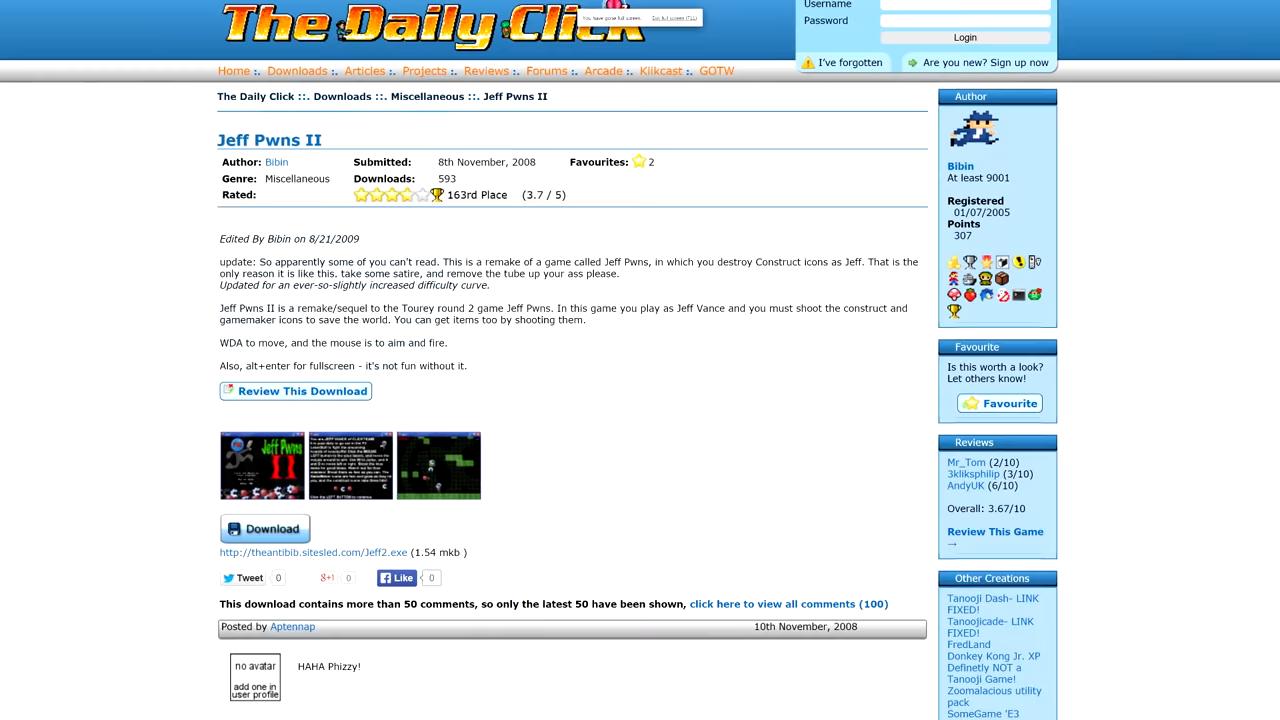 The Daily Click
You have gone full screen. Exit full screen (F11)
Username
Password
Login
I've forgotten
Are you new? Sign up now
Home :. Downloads :. Articles :. Projects :. Reviews :. Forums :. Arcade :. Klikcast :. GOTW
The Daily Click ::. Downloads ::. Miscellaneous ::. Jeff Pwns II
Jeff Pwns II
Author: Bibin Submitted: 8th November, 2008 Favourites: 2
Genre: Miscellaneous Downloads: 593
Rated: 163rd Place (3.7 / 5)
Edited By Bibin on 8/21/2009
update: So apparently some of you can't read. This is a remake of a game called Jeff Pwns, in which you destroy Construct icons as Jeff. That is the
only reason it is like this. take some satire, and remove the tube up your ass please.
Updated for an ever-so-slightly increased difficulty curve.
Jeff Pwns II is a remake/sequel to the Tourey round 2 game Jeff Pwns. In this game you play as Jeff Vance and you must shoot the construct and
gamemaker icons to save the world. You can get items too by shooting them.
WDA to move, and the mouse is to aim and fire.
Also, alt+enter for fullscreen - it's not fun without it.
Review This Download
Jeff Pwns
II
Download
http://theantibib.sitesled.com/Jeff2.exe (1.54 mkb )
Tweet 0 g+1 0 Like 0
This download contains more than 50 comments, so only the latest 50 have been shown, click here to view all comments (100)
Posted by Aptennap 10th November, 2008
no avatar
add one in
user profile
HAHA Phizzy!
Author
Bibin
At least 9001
Registered
01/07/2005
Points
307
Favourite
Is this worth a look?
Let others know!
Favourite
Reviews
Mr_Tom (2/10)
3kliksphilip (3/10)
AndyUK (6/10)
Overall: 3.67/10
Review This Game
→
Other Creations
Tanooji Dash- LINK
FIXED!
Tanoojicade- LINK
FIXED!
FredLand
Donkey Kong Jr. XP
Definetly NOT a
Tanooji Game!
Zoomalacious utility
pack
SomeGame 'E3